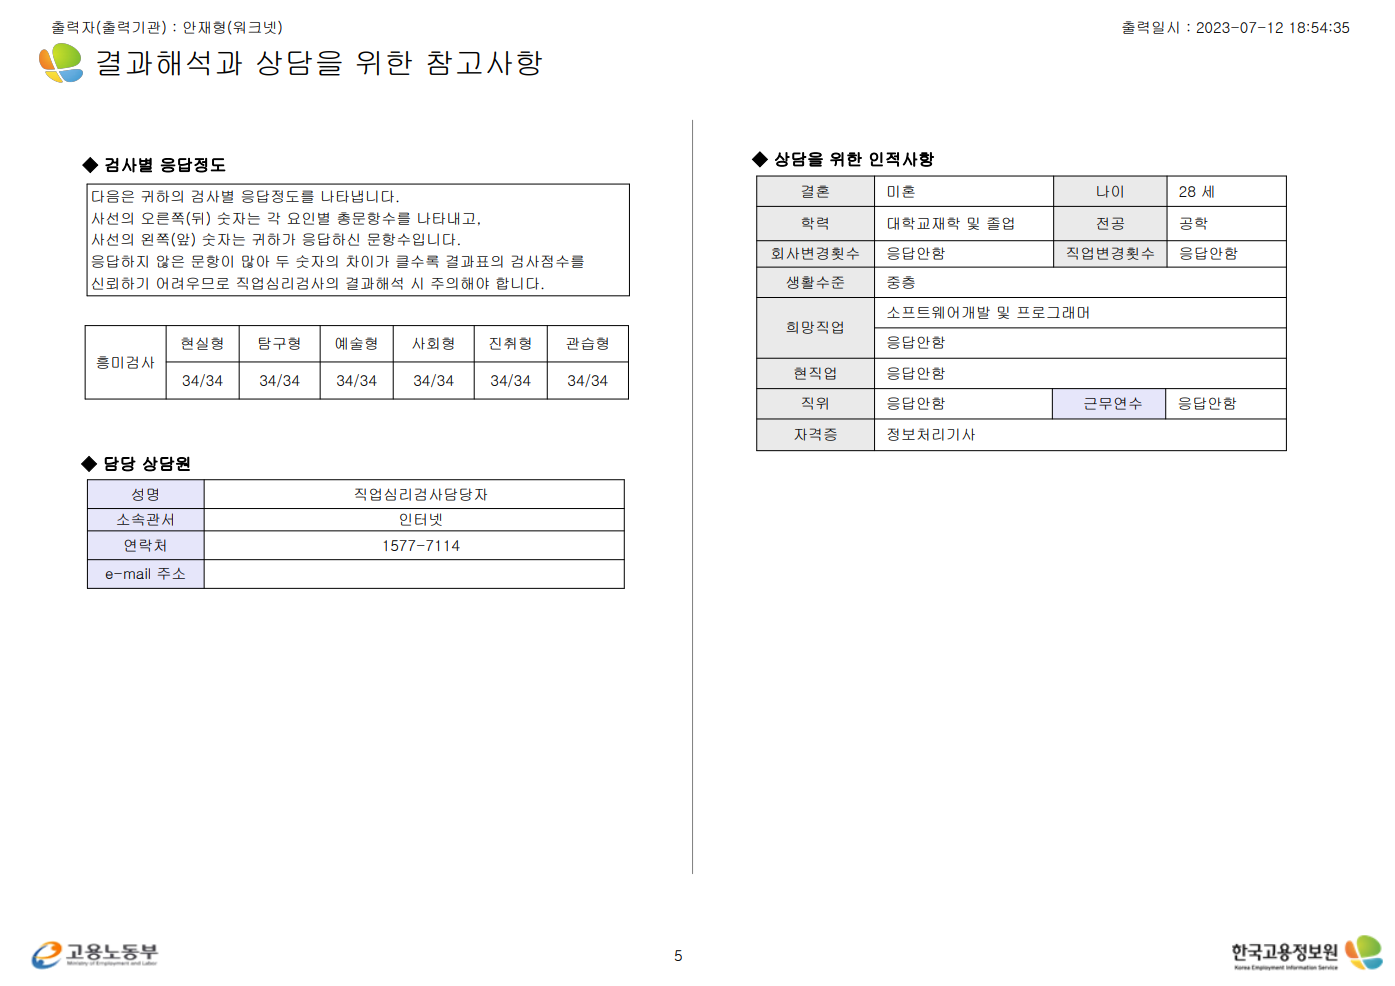 출력자(출력기관) : 안재형(워크넷)
출력일시 : 2023-07-12 18:54:35
결과해석과 상담을 위한 참고사항
◆ 검사별 응답정도
다음은 귀하의 검사별 응답정도를 나타냅니다.
사선의 오른쪽(뒤) 숫자는 각 요인별 총문항수를 나타내고,
사선의 왼쪽(앞) 숫자는 귀하가 응답하신 문항수입니다.
응답하지 않은 문항이 많아 두 숫자의 차이가 클수록 결과표의 검사점수를
신뢰하기 어려우므로 직업심리검사의 결과해석 시 주의해야 합니다.
흥미검사 현실형 탐구형 예술형 사회형 진취형 관습형
34/34 34/34 34/34 34/34 34/34 34/34
◆ 담당 상담원
성명 직업심리검사담당자
소속관서 인터넷
연락처 1577-7114
e-mail 주소
◆ 상담을 위한 인적사항
결혼 미혼 나이 28 세
학력 대학교재학 및 졸업 전공 공학
회사변경횟수 응답안함 직업변경횟수 응답안함
생활수준 중층
희망직업 소프트웨어개발 및 프로그래머
응답안함
현직업 응답안함
직위 응답안함 근무연수 응답안함
자격증 정보처리기사
고용노동부
Ministry of Employment and Labor
5
한국고용정보원
Korea Employment Information Service